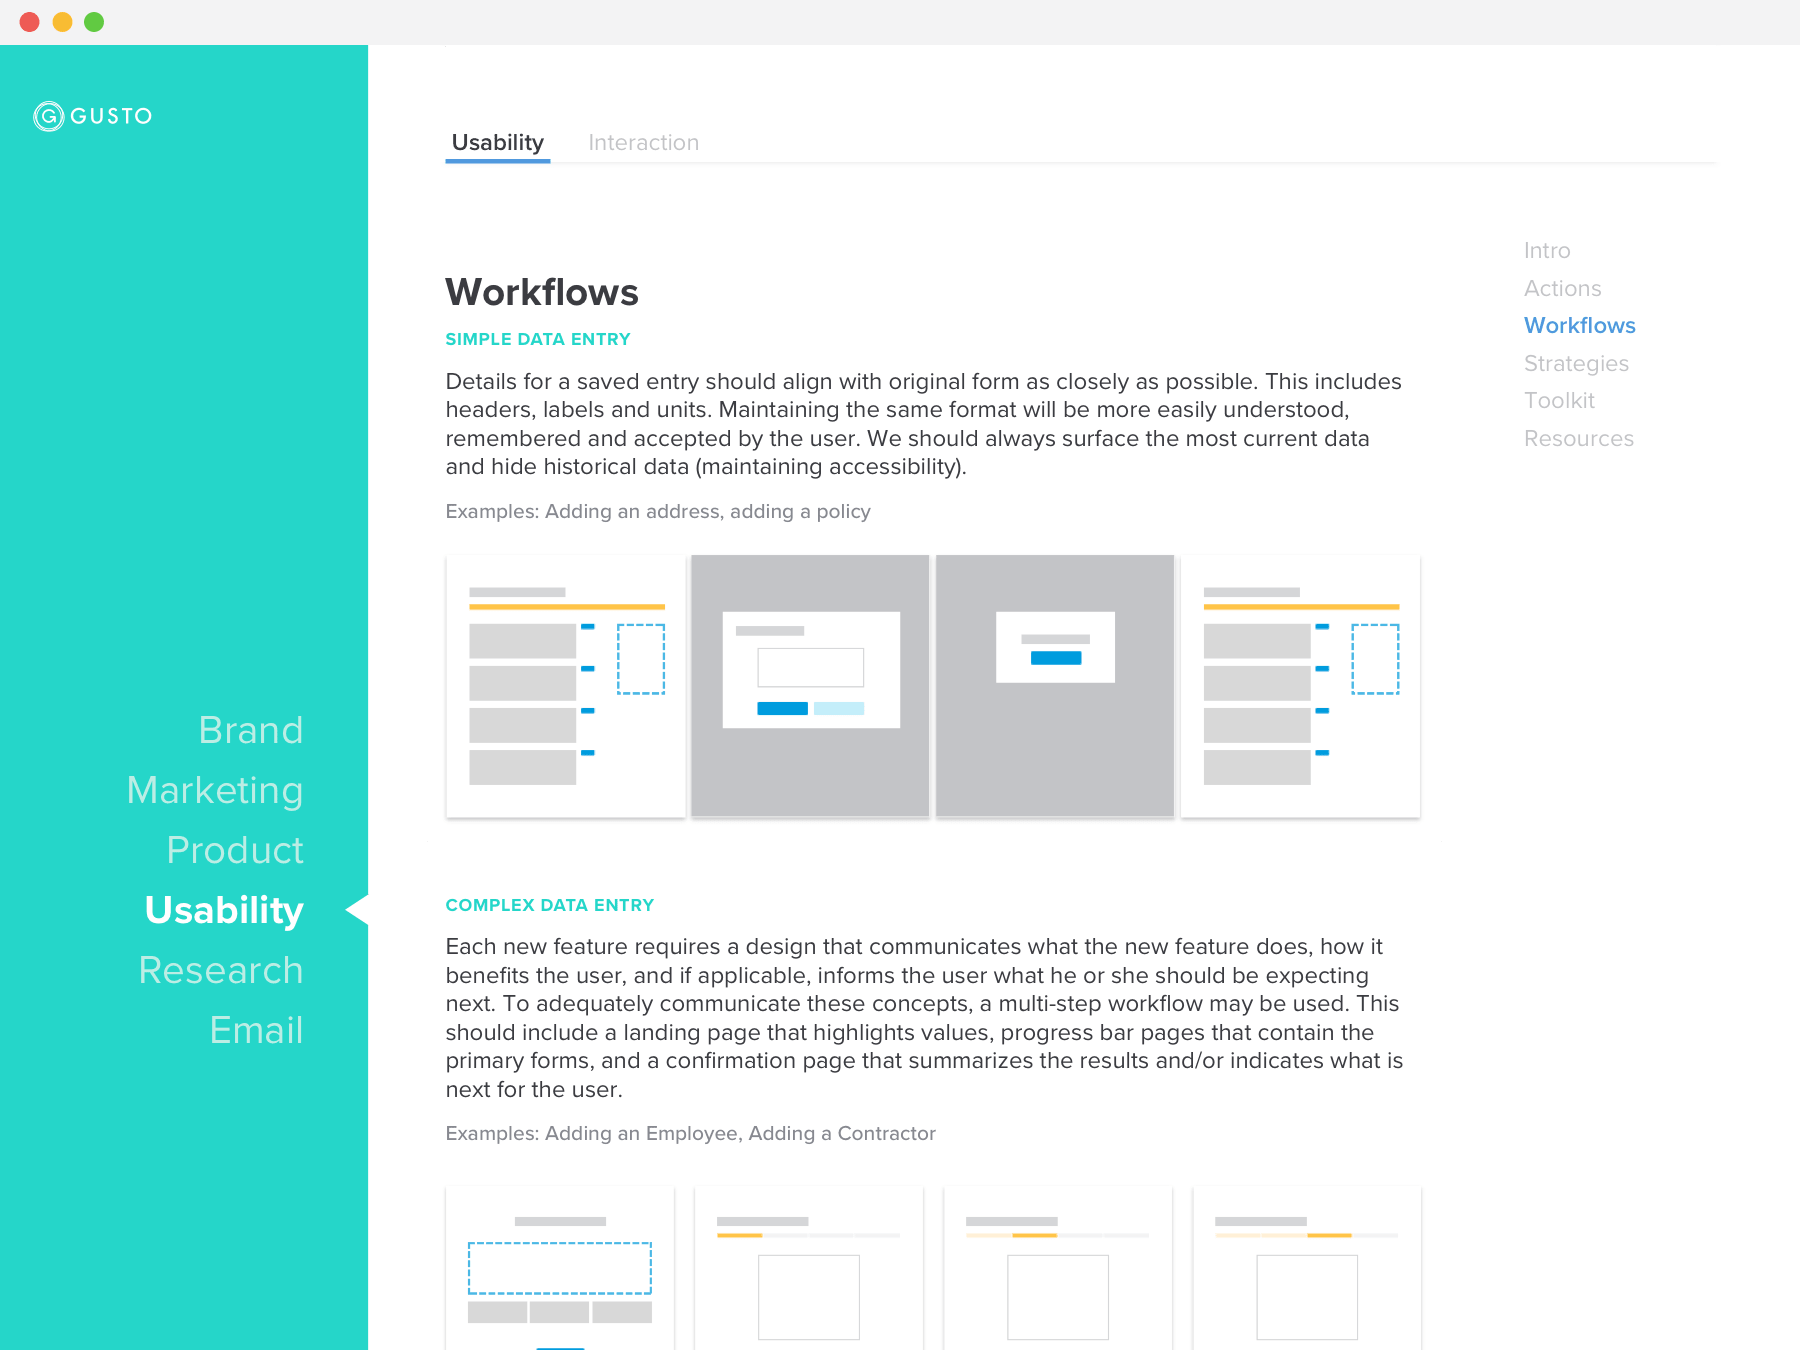 GUSTO
Brand
Marketing
Product
Usability
Research
Email
Usability
Interaction
Workflows
SIMPLE DATA ENTRY
Details for a saved entry should align with original form as closely as possible. This includes
headers, labels and units. Maintaining the same format will be more easily understood,
remembered and accepted by the user. We should always surface the most current data
and hide historical data (maintaining accessibility).
Examples: Adding an address, adding a policy
COMPLEX DATA ENTRY
Each new feature requires a design that communicates what the new feature does, how it
benefits the user, and if applicable, informs the user what he or she should be expecting
next. To adequately communicate these concepts, a multi-step workflow may be used. This
should include a landing page that highlights values, progress bar pages that contain the
primary forms, and a confirmation page that summarizes the results and/or indicates what is
next for the user.
Examples: Adding an Employee, Adding a Contractor
Intro
Actions
Workflows
Strategies
Toolkit
Resources